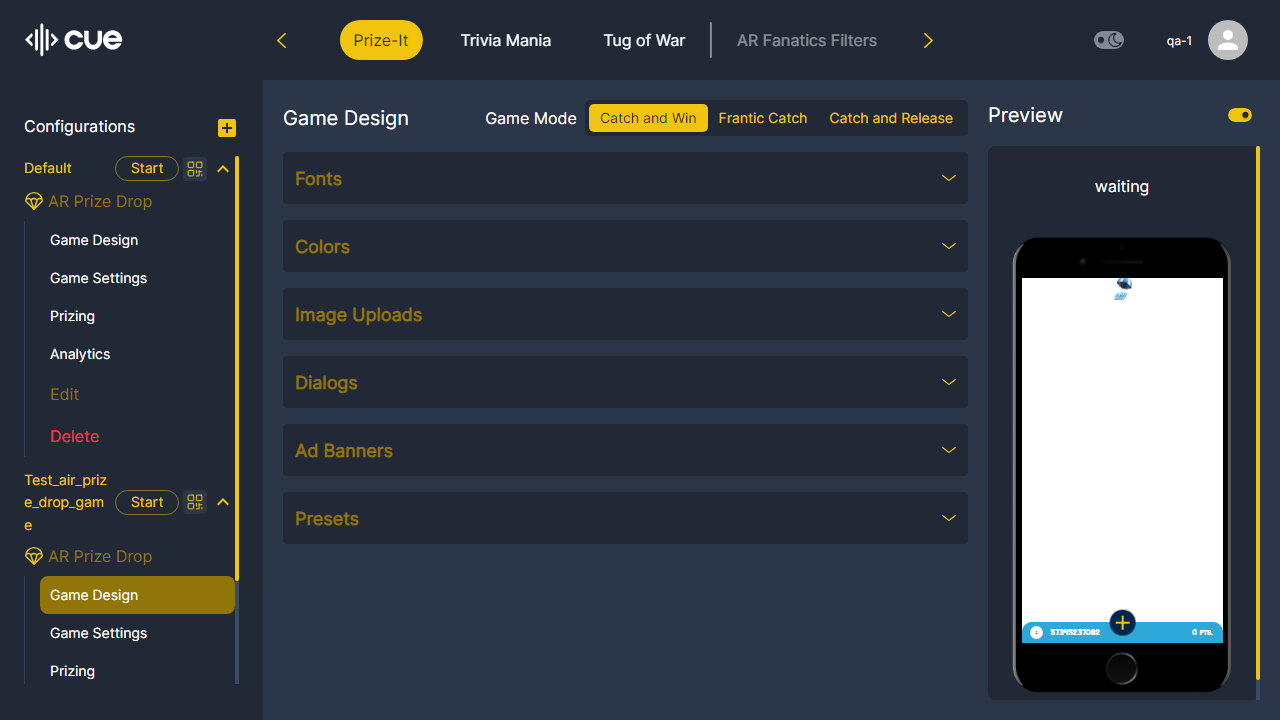 cue
Prize-It
Trivia Mania
Tug of War
AR Fanatics Filters
qa-1
Configurations
Default
Start
AR Prize Drop
Game Design
Game Settings
Prizing
Analytics
Edit
Delete
Test_air_priz
e_drop_gam
e
Start
AR Prize Drop
Game Design
Game Settings
Prizing
Game Design
Game Mode
Catch and Win
Frantic Catch
Catch and Release
Fonts
Colors
Image Uploads
Dialogs
Ad Banners
Presets
Preview
waiting
57345237082
0 PTS.